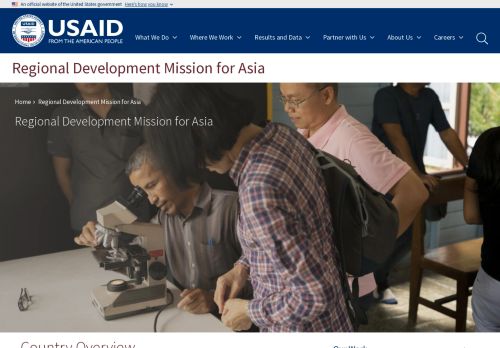 An official website of the United States government Here's how you know
USAID
FROM THE AMERICAN PEOPLE
What We Do Where We Work Results and Data Partner with Us About Us Careers
Regional Development Mission for Asia
Home › Regional Development Mission for Asia
Regional Development Mission for Asia
Country Overview
Our Work